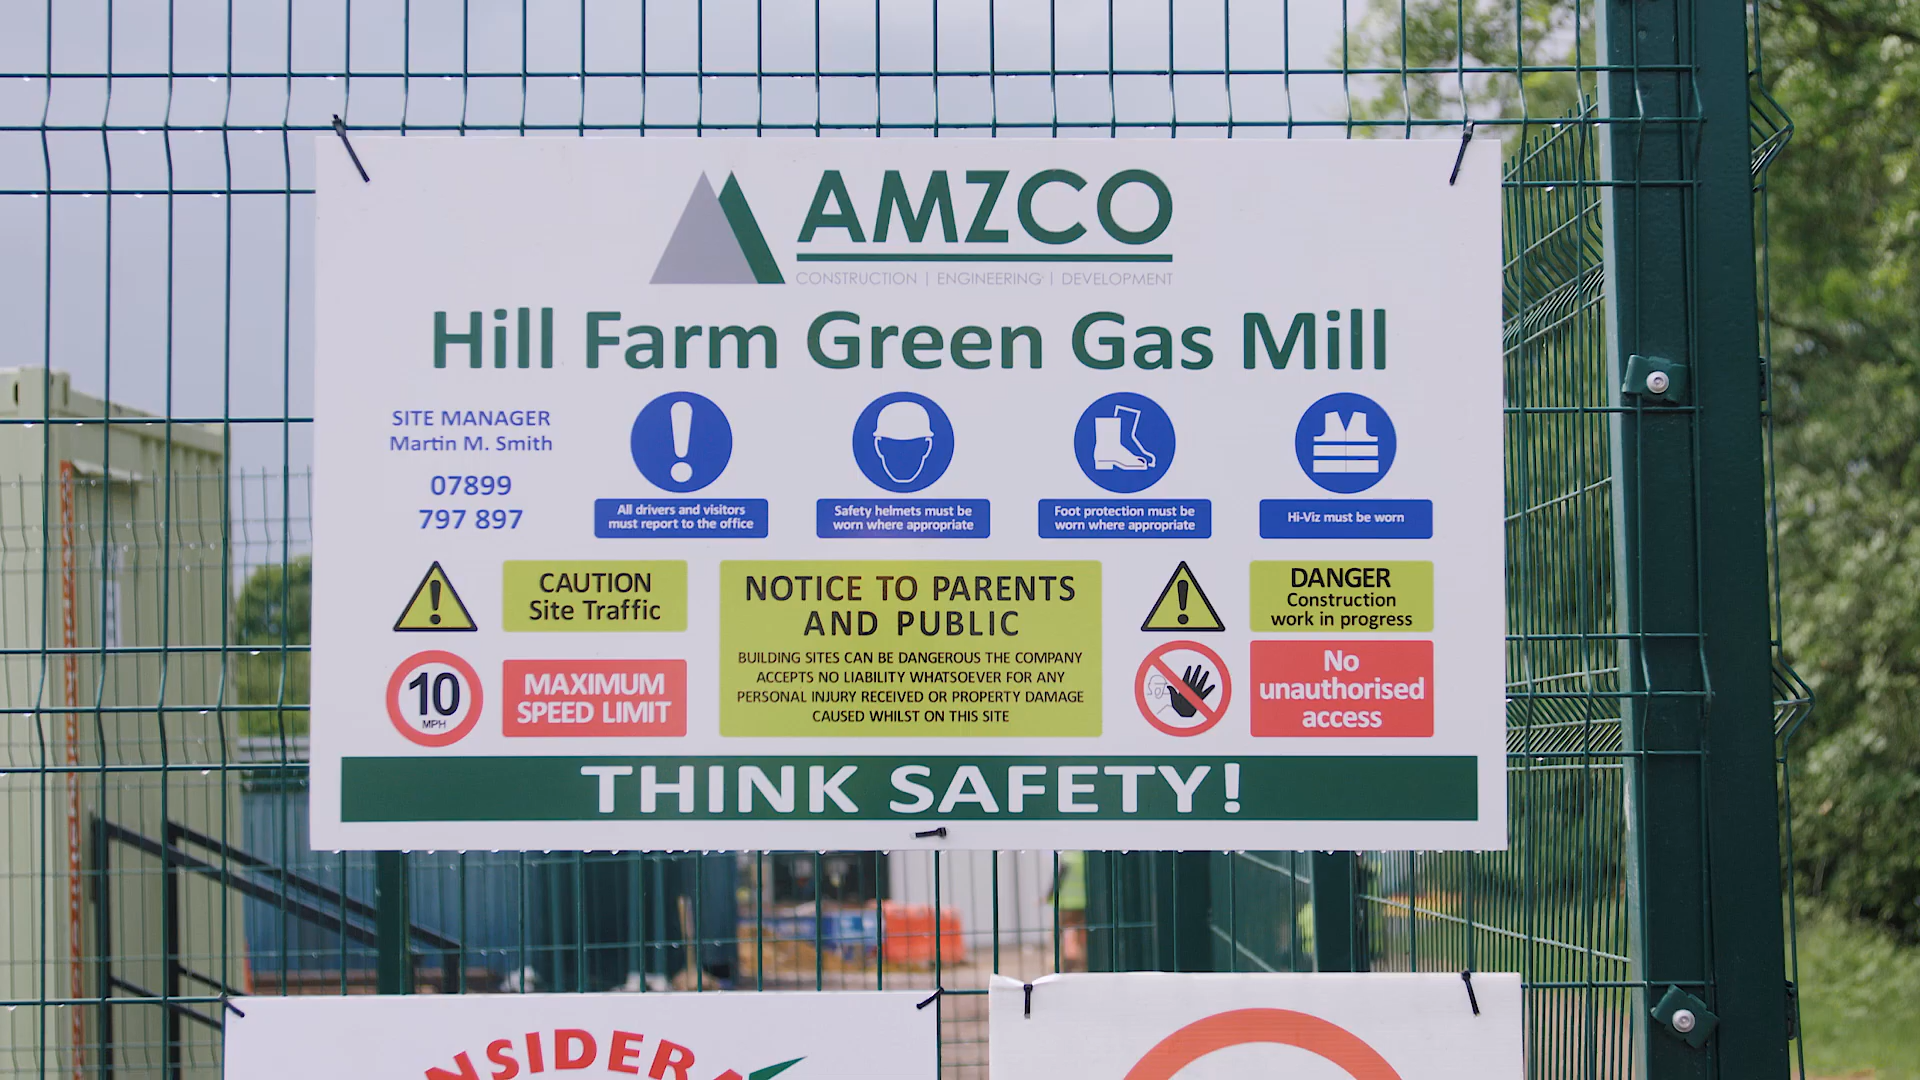 AMZCO
CONSTRUCTION | ENGINEERING | DEVELOPMENT
Hill Farm Green Gas Mill
SITE MANAGER
Martin M. Smith
07899
797 897
All drivers and visitors
must report to the office
Safety helmets must be
worn where appropriate
Foot protection must be
worn where appropriate
Hi-Viz must be worn
CAUTION
Site Traffic
10
MPH
MAXIMUM
SPEED LIMIT
NOTICE TO PARENTS
AND PUBLIC
BUILDING SITES CAN BE DANGEROUS THE COMPANY
ACCEPTS NO LIABILITY WHATSOEVER FOR ANY
PERSONAL INJURY RECEIVED OR PROPERTY DAMAGE
CAUSED WHILST ON THIS SITE
DANGER
Construction
work in progress
No
unauthorised
access
THINK SAFETY!